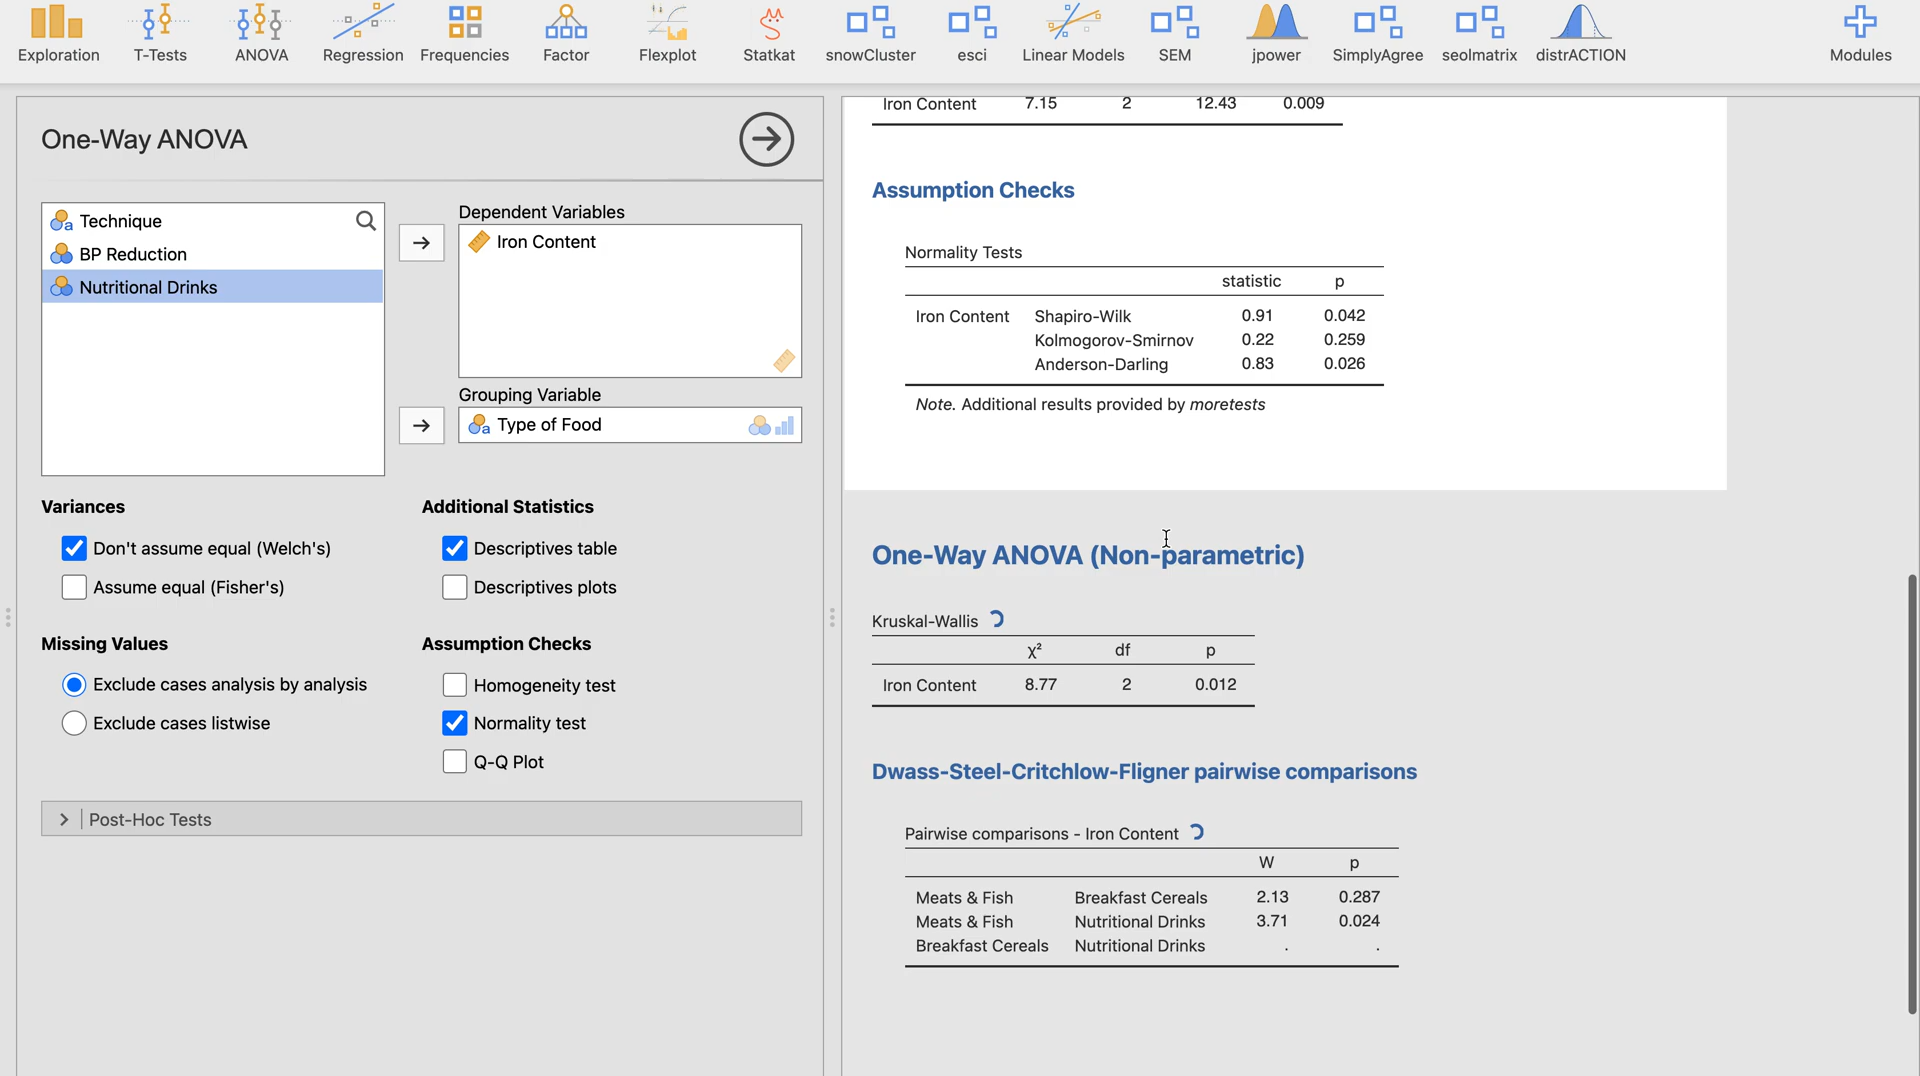 Exploration T-Tests ANOVA Regression Frequencies Factor Flexplot Statkat snowCluster esci Linear Models SEM jpower SimplyAgree seolmatrix distrACTION Modules
One-Way ANOVA
Technique
BP Reduction
Nutritional Drinks
Dependent Variables
Iron Content
Grouping Variable
Type of Food
Variances
Don't assume equal (Welch's)
Assume equal (Fisher's)
Additional Statistics
Descriptives table
Descriptives plots
Missing Values
Exclude cases analysis by analysis
Exclude cases listwise
Assumption Checks
Homogeneity test
Normality test
Q-Q Plot
Post-Hoc Tests
Iron Content 7.15 2 12.43 0.009
Assumption Checks
Normality Tests
statistic p
Iron Content Shapiro-Wilk 0.91 0.042
Kolmogorov-Smirnov 0.22 0.259
Anderson-Darling 0.83 0.026
Note. Additional results provided by moretests
One-Way ANOVA (Non-parametric)
Kruskal-Wallis
χ² df p
Iron Content 8.77 2 0.012
Dwass-Steel-Critchlow-Fligner pairwise comparisons
Pairwise comparisons - Iron Content
W p
Meats & Fish Breakfast Cereals 2.13 0.287
Meats & Fish Nutritional Drinks 3.71 0.024
Breakfast Cereals Nutritional Drinks . .